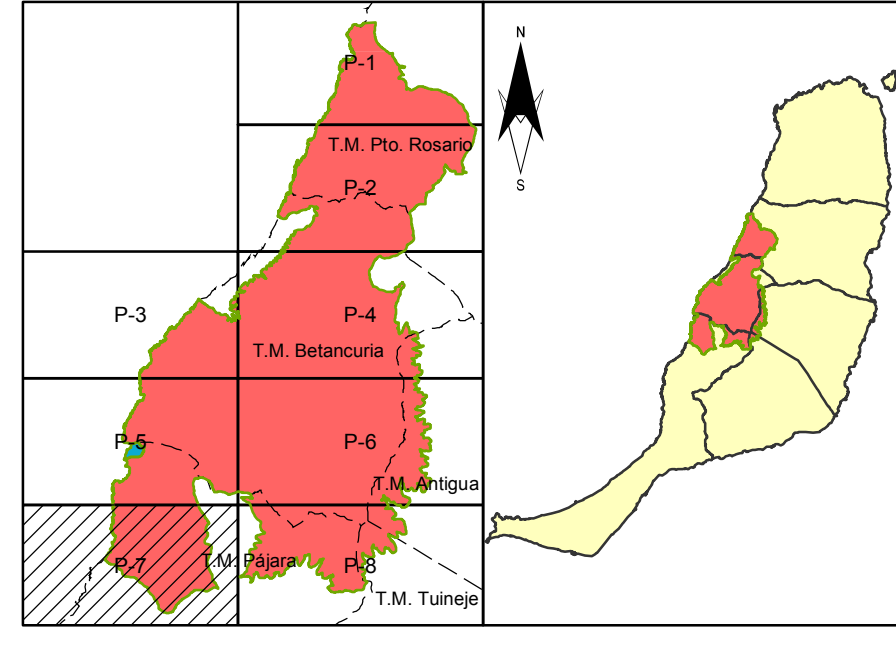 P-1
N
T.M. Pto. Rosario
P-2
S
P-3
P-4
T.M. Betancuria
P-5
P-6
T.M. Antigua
P-7
T.M. Pájara
P-8
T.M. Tuineje